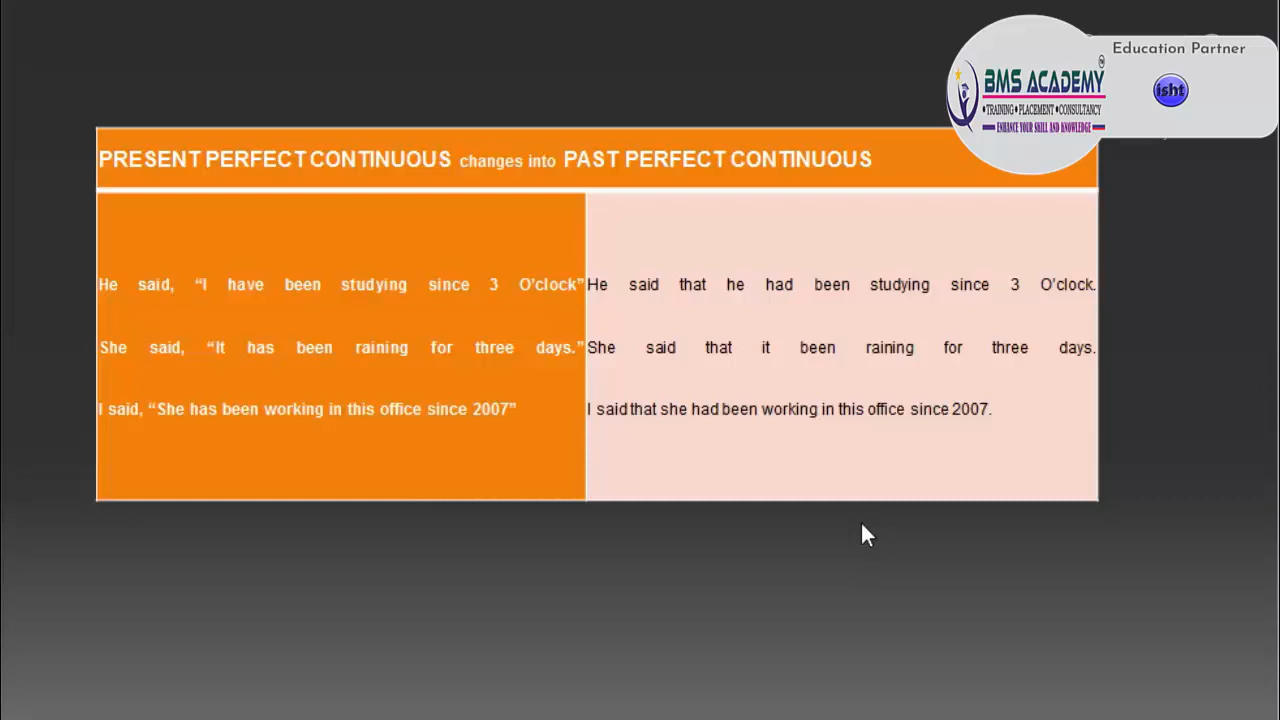 Education Partner
BMS ACADEMY
•TRAINING•PLACEMENT•CONSULTANCY
ENHANCE YOUR SKILL AND KNOWLEDGE
isht
PRESENT PERFECT CONTINUOUS changes into PAST PERFECT CONTINUOUS
He said, “I have been studying since 3 O'clock”
He said that he had been studying since 3 O'clock.
She said, “It has been raining for three days.”
She said that it been raining for three days.
I said, “She has been working in this office since 2007”
I said that she had been working in this office since 2007.